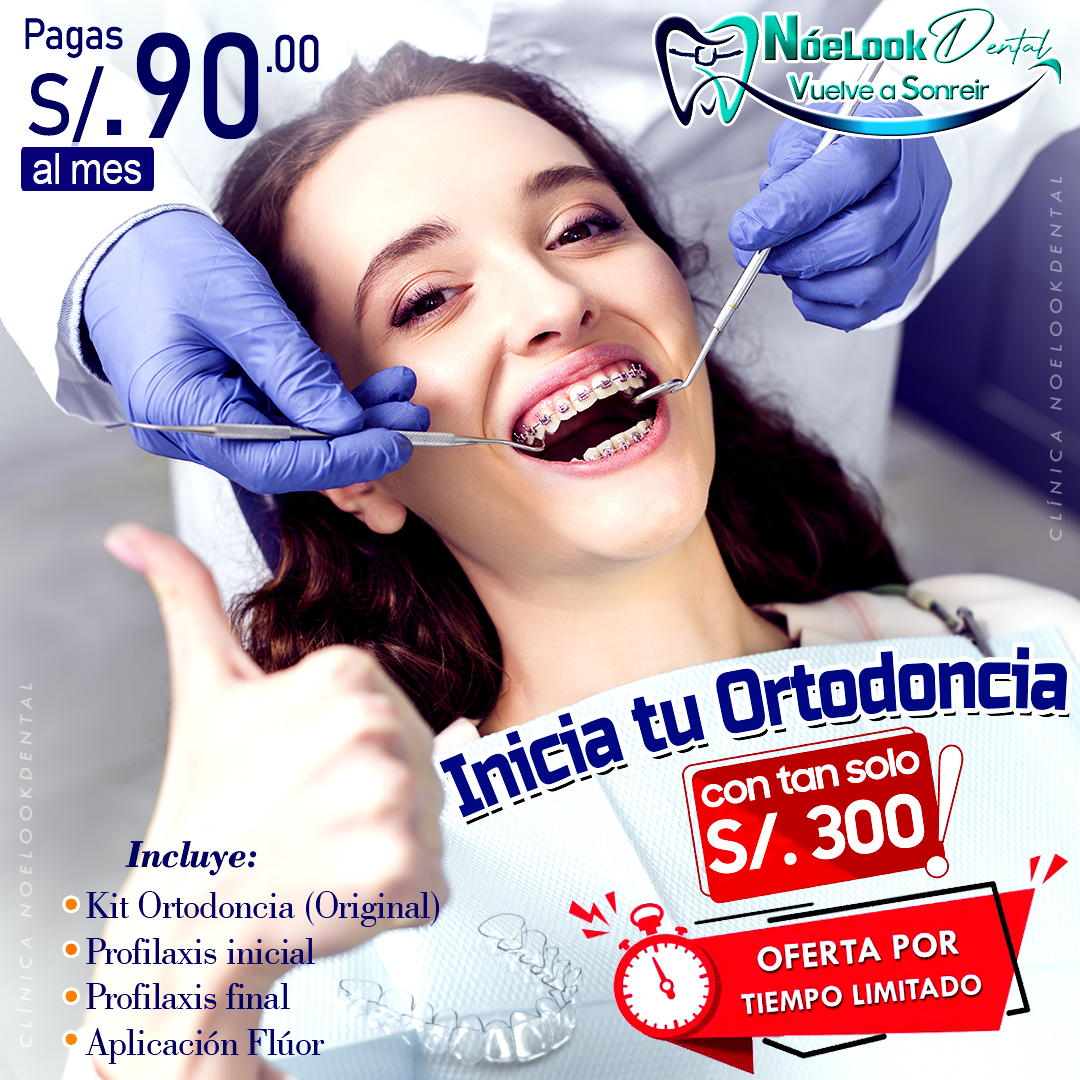 Pagas
S/.90.00
al mes
NóeLook Dental
Vuelve a Sonreir
CLÍNICA NOELOOKDENTAL
Inicia tu Ortodoncia
con tan solo
S/. 300!
Incluye:
Kit Ortodoncia (Original)
Profilaxis inicial
Profilaxis final
Aplicación Flúor
OFERTA POR
TIEMPO LIMITADO
CLÍNICA NOELOOKDENTAL